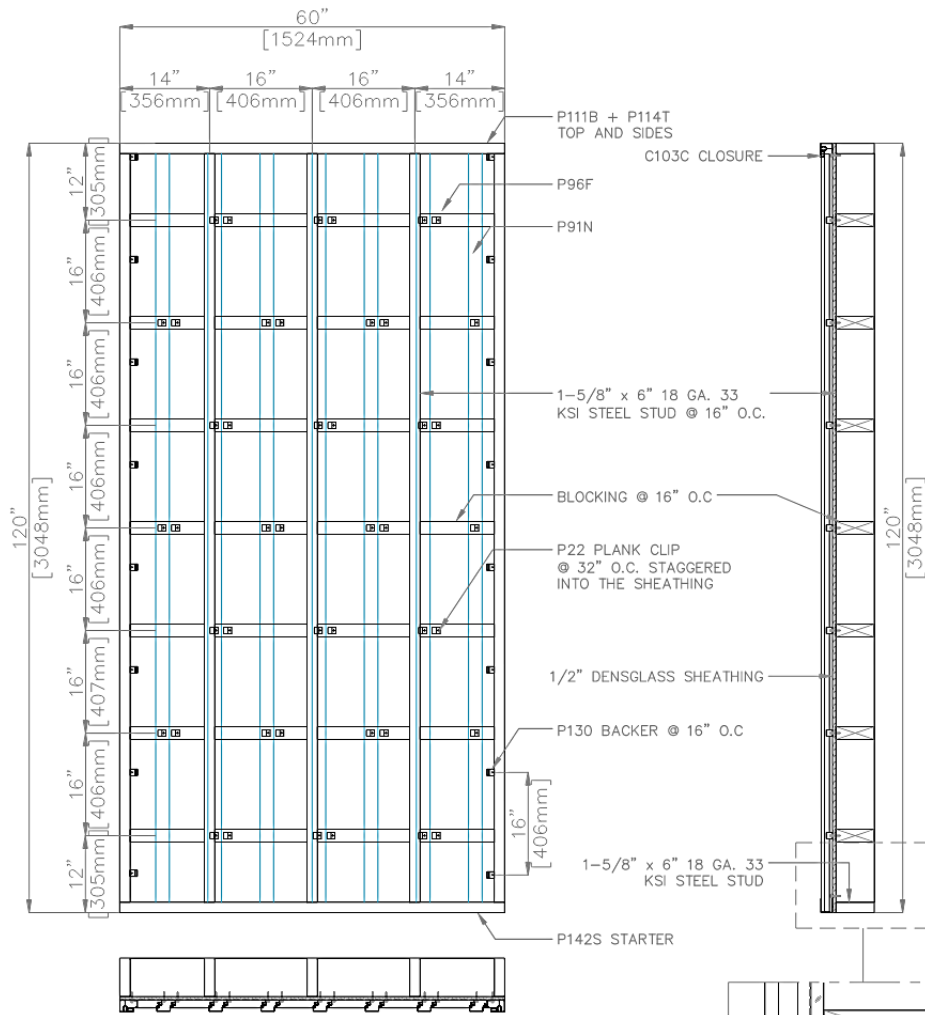 60”
[1524mm]
14”
[356mm]
16”
[406mm]
16”
[406mm]
14”
[356mm]
P111B + P114T
TOP AND SIDES
C103C CLOSURE
P96F
P91N
1-5/8” x 6” 18 GA. 33
KSI STEEL STUD @ 16” O.C.
BLOCKING @ 16” O.C
P22 PLANK CLIP
@ 32” O.C. STAGGERED
INTO THE SHEATHING
1/2” DENSGLASS SHEATHING
P130 BACKER @ 16” O.C
16”
[406mm]
1-5/8” x 6” 18 GA. 33
KSI STEEL STUD
P142S STARTER
120”
[3048mm]
12”
[305mm]
16”
[406mm]
16”
[406mm]
16”
[406mm]
16”
[406mm]
16”
[407mm]
16”
[406mm]
12”
[305mm]
120”
[3048mm]